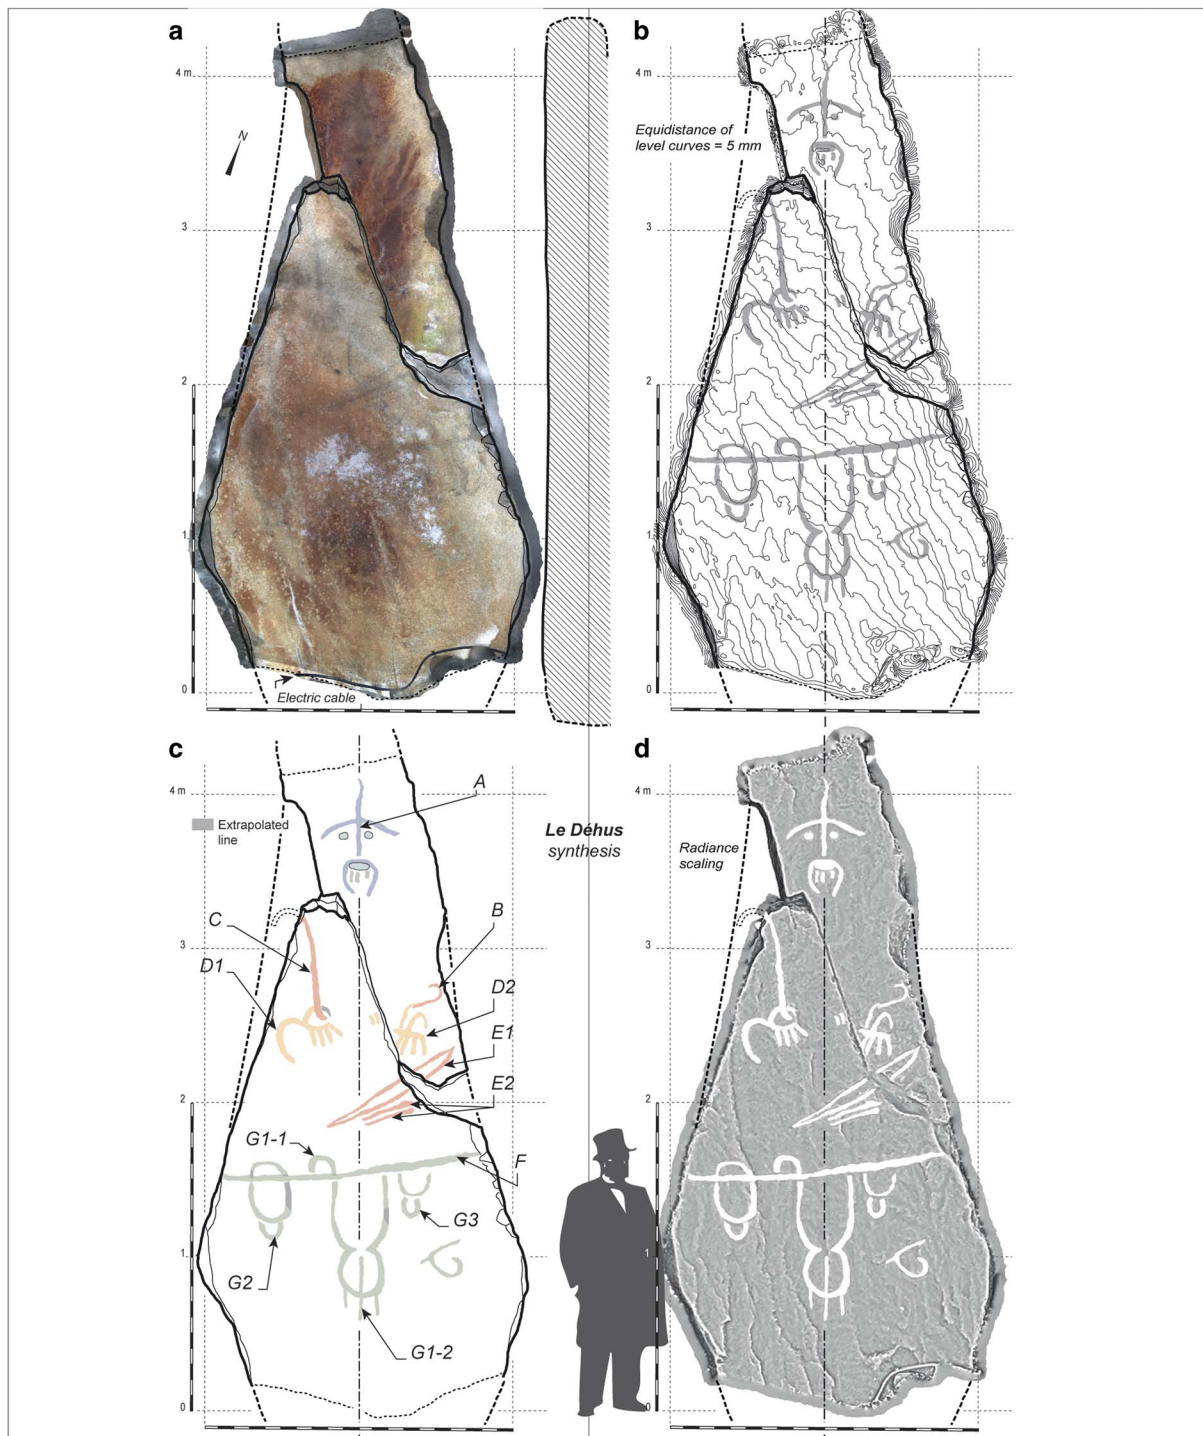 a
N
4 m
3
2
1
0
Electric cable
b
Equidistance of
level curves = 5 mm
4 m
3
2
1
0
c
4 m
Extrapolated
line
A
C
B
D1
D2
E1
E2
G1-1
F
G3
G2
G1-2
3
2
1
0
Le Déhus
synthesis
d
4 m
Radiance
scaling
3
2
1
0